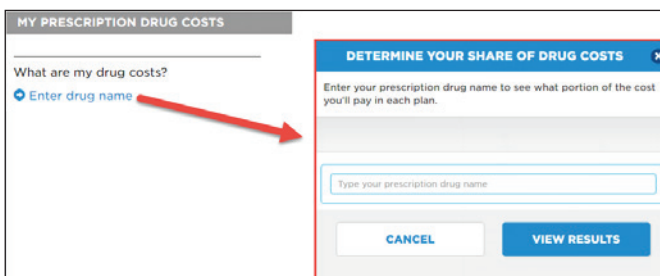 MY PRESCRIPTION DRUG COSTS
What are my drug costs?
Enter drug name
DETERMINE YOUR SHARE OF DRUG COSTS
Enter your prescription drug name to see what portion of the cost
you'll pay in each plan.
Type your prescription drug name
CANCEL
VIEW RESULTS